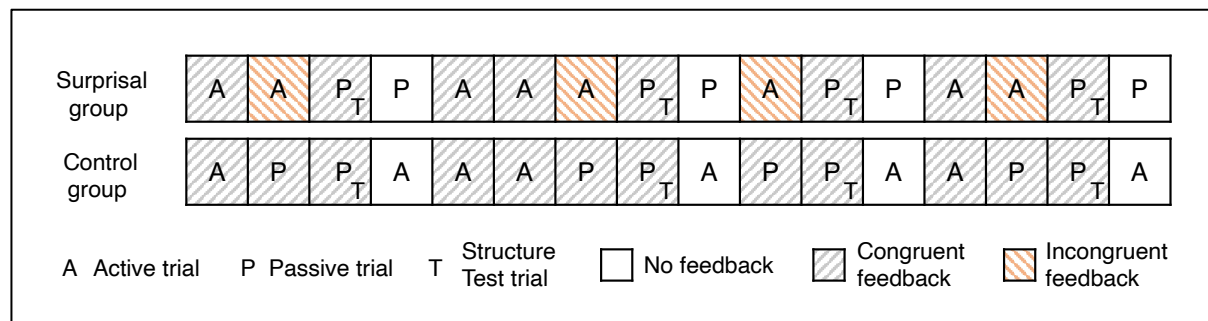 Surprisal group
A A P T P A A A P T P A P T P A A P T P
Control group
A P P T A A A P P T A P P T A A P P T A
A Active trial P Passive trial T Structure Test trial No feedback Congruent feedback Incongruent feedback